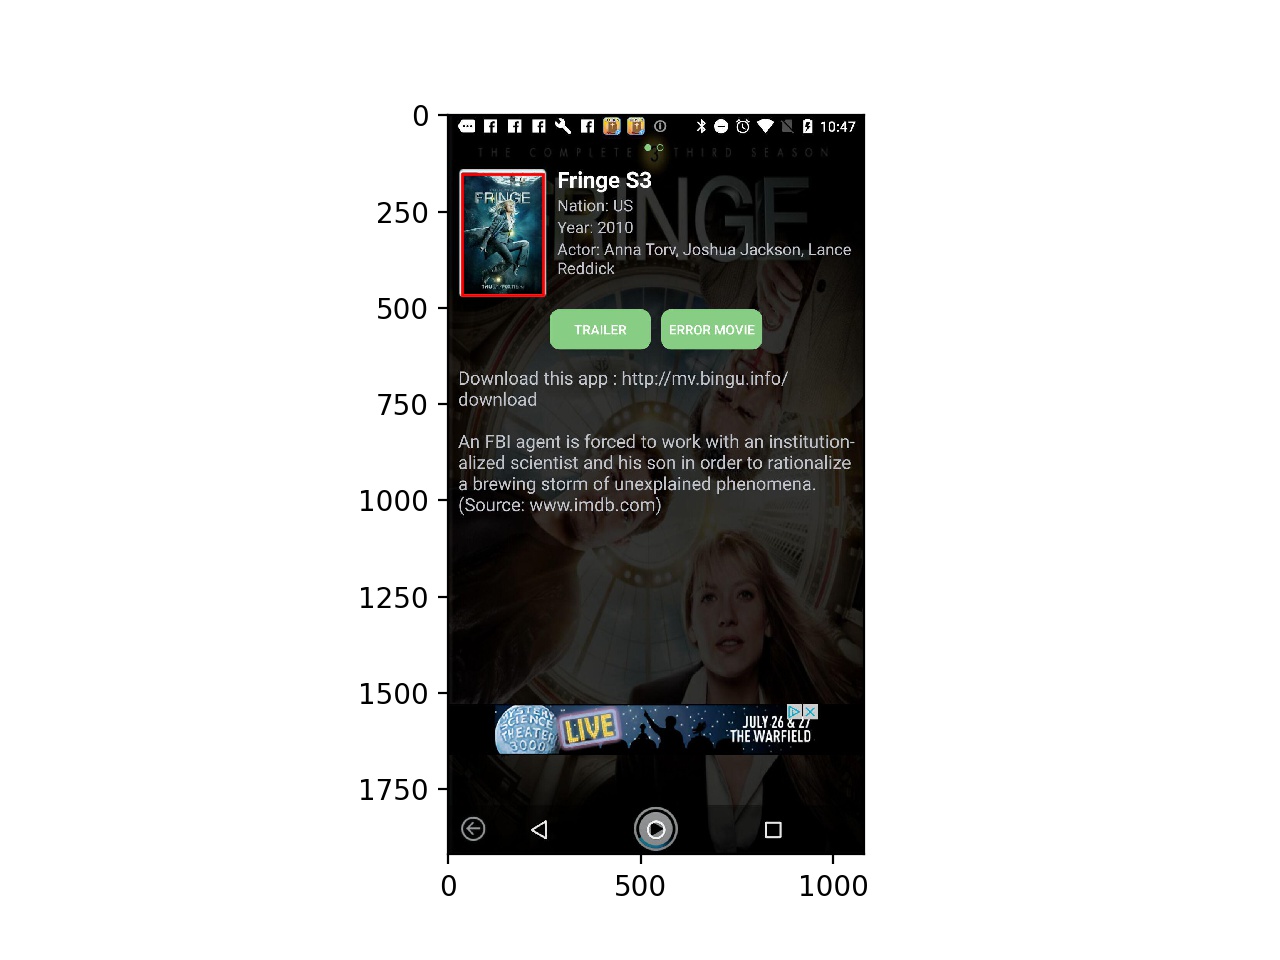 0
250
500
750
1000
1250
1500
1750
10:47
THE COMPLETE 3 THIRD SEASON
FRINGE
FRINGE
Fringe S3
Nation: US
Year: 2010
Actor: Anna Torv, Joshua Jackson, Lance
Reddick
TRAILER
ERROR MOVIE
Download this app : http://mv.bingu.info/
download
An FBI agent is forced to work with an institution-
alized scientist and his son in order to rationalize
a brewing storm of unexplained phenomena.
(Source: www.imdb.com)
MYSTERY
SCIENCE
THEATER
3000
LIVE
JULY 26 & 27
THE WARFIELD
0
500
1000